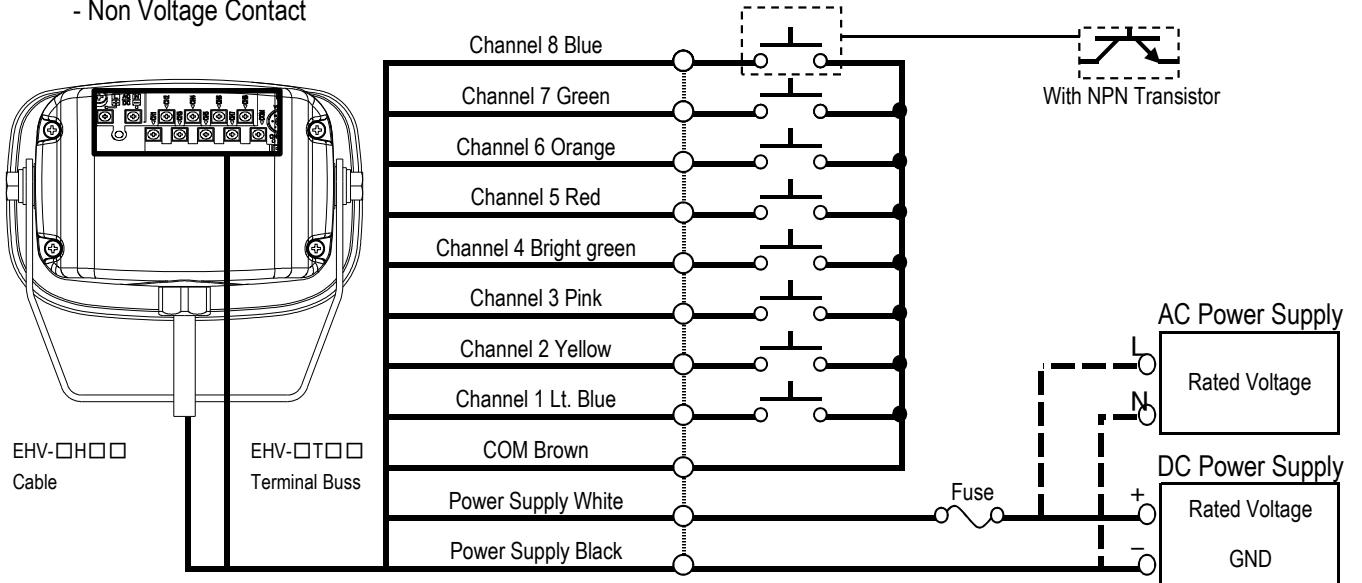 - Non Voltage Contact
Channel 8 Blue
Channel 7 Green
With NPN Transistor
Channel 6 Orange
Channel 5 Red
Channel 4 Bright green
Channel 3 Pink
AC Power Supply
L
Channel 2 Yellow
Rated Voltage
Channel 1 Lt. Blue
N
EHV-□H□□
Cable
EHV-□T□□
Terminal Buss
COM Brown
DC Power Supply
Power Supply White
Fuse
+
Rated Voltage
Power Supply Black
–
GND